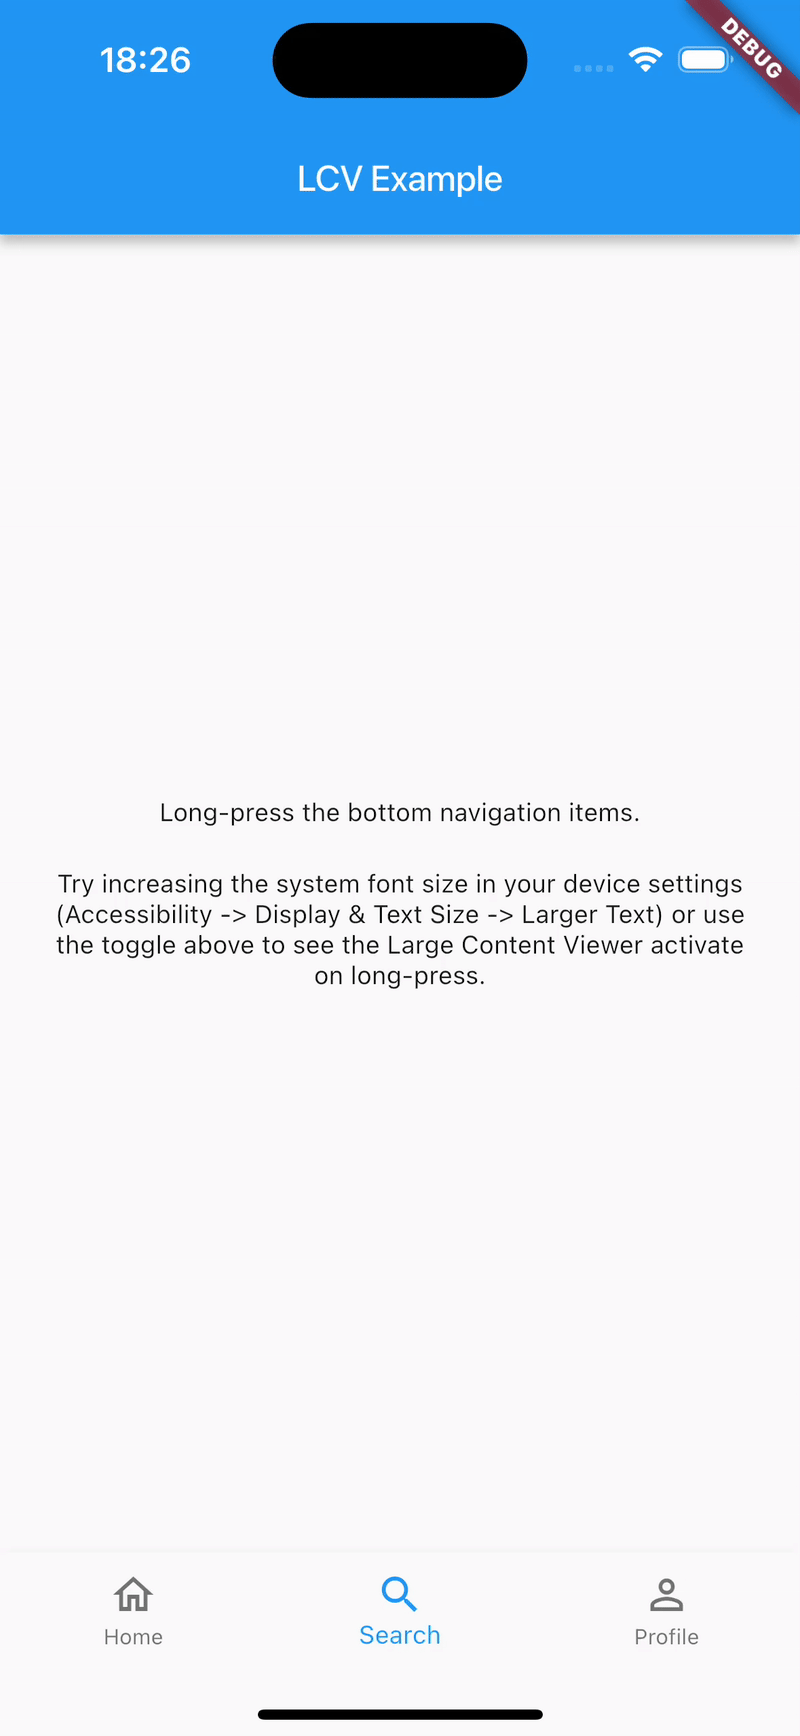 18:26
DEBUG
LCV Example
Long-press the bottom navigation items.
Try increasing the system font size in your device settings
(Accessibility -> Display & Text Size -> Larger Text) or use
the toggle above to see the Large Content Viewer activate
on long-press.
Home
Search
Profile